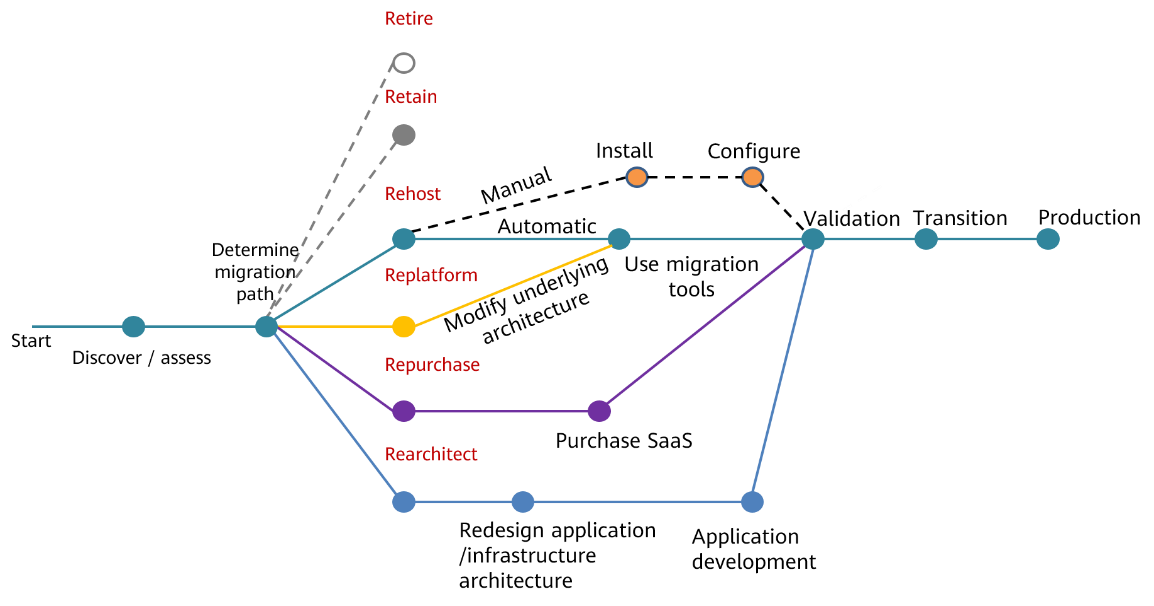 Retire
Retain
Install
Configure
Manual
Rehost
Automatic
Validation
Transition
Production
Determine
migration
path
Replatform
Modify underlying
architecture
Use migration
tools
Start
Discover / assess
Repurchase
Purchase SaaS
Rearchitect
Redesign application
/infrastructure
architecture
Application
development